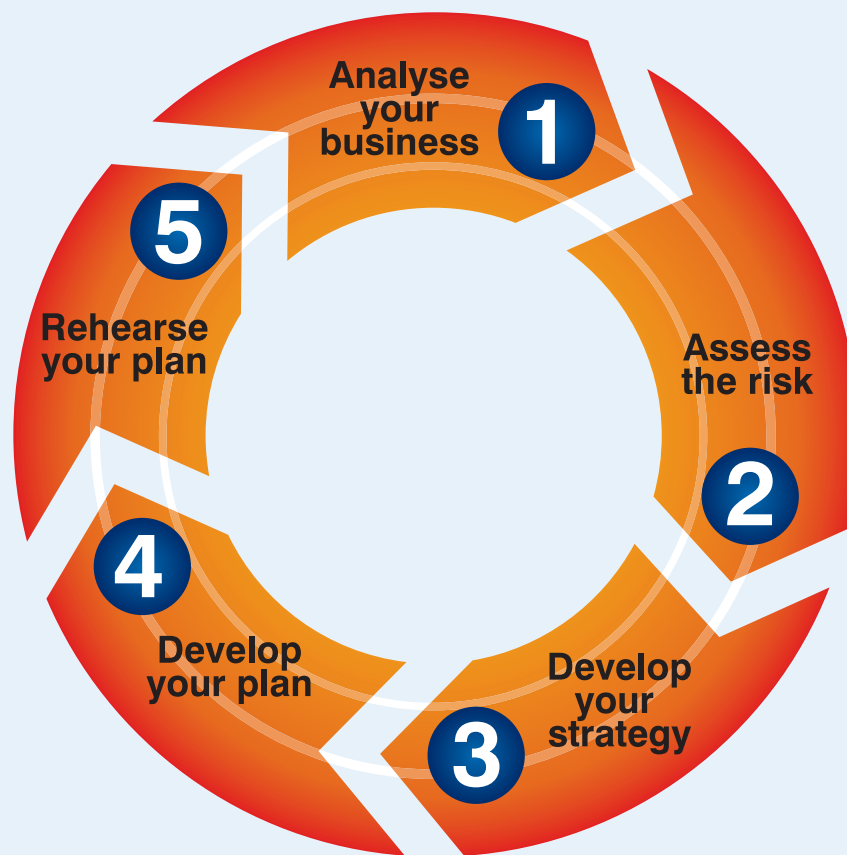 Analyse
your
business
1
Assess
the risk
2
Develop
your
strategy
3
Develop
your plan
4
Rehearse
your plan
5